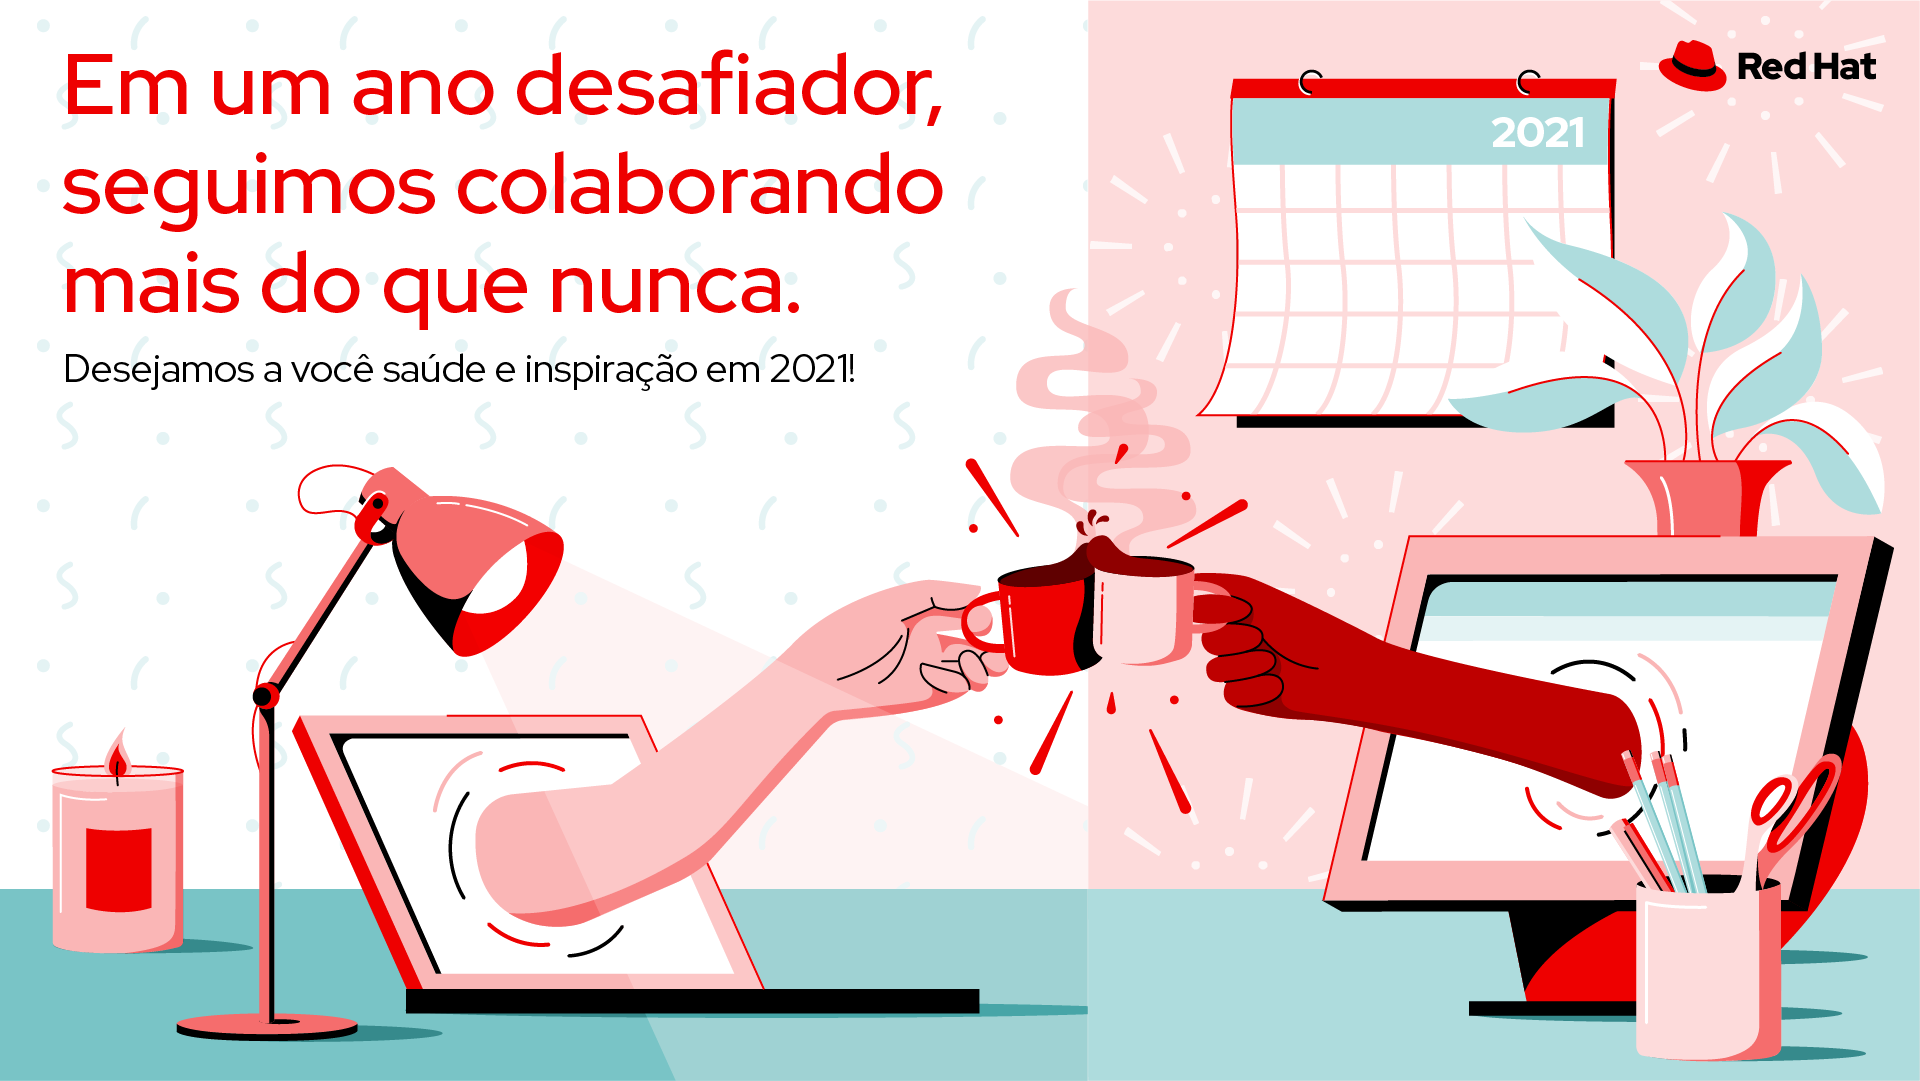 Em um ano desafiador,
seguimos colaborando
mais do que nunca.
Desejamos a você saúde e inspiração em 2021!
Red Hat
2021